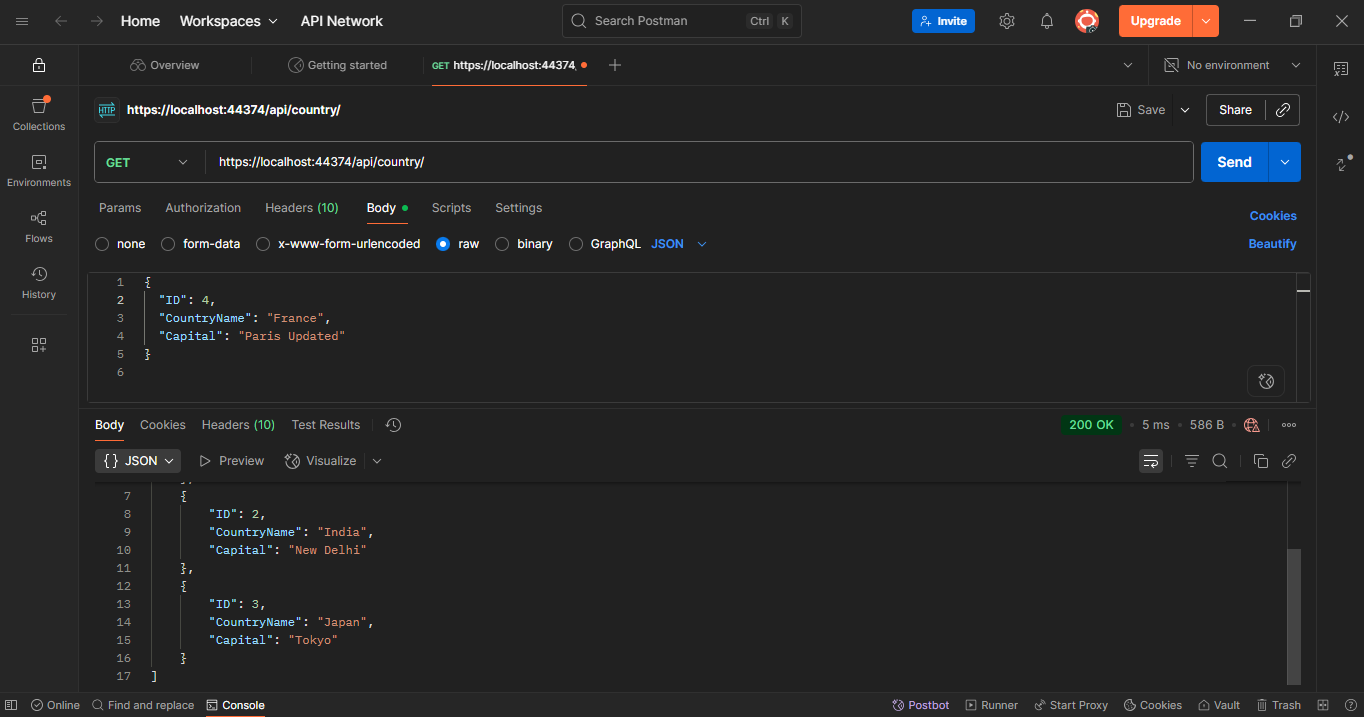 Home Workspaces API Network Search Postman Ctrl K Invite Upgrade
Overview Getting started GET https://localhost:44374, No environment
HTTP https://localhost:44374/api/country/ Save Share
Collections
Environments
Flows
History
GET https://localhost:44374/api/country/ Send
Params Authorization Headers (10) Body Scripts Settings Cookies
none form-data x-www-form-urlencoded raw binary GraphQL JSON Beautify
1 {
2 "ID": 4,
3 "CountryName": "France",
4 "Capital": "Paris Updated"
5 }
6
Body Cookies Headers (10) Test Results 200 OK 5 ms 586 B
{} JSON Preview Visualize
7 {
8 "ID": 2,
9 "CountryName": "India",
10 "Capital": "New Delhi"
11 },
12 {
13 "ID": 3,
14 "CountryName": "Japan",
15 "Capital": "Tokyo"
16 }
17 ]
Online Find and replace Console Postbot Runner Start Proxy Cookies Vault Trash